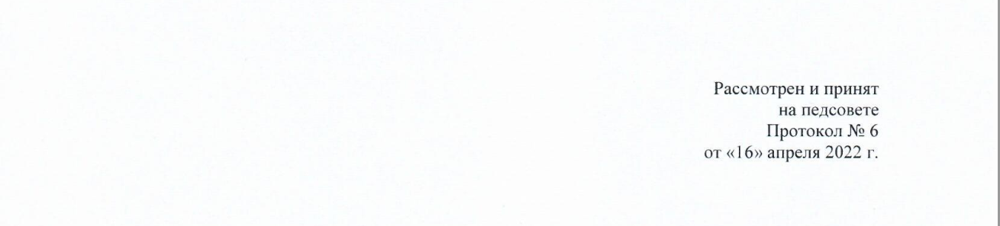 Рассмотрен и принят
на педсовете
Протокол № 6
от «16» апреля 2022 г.